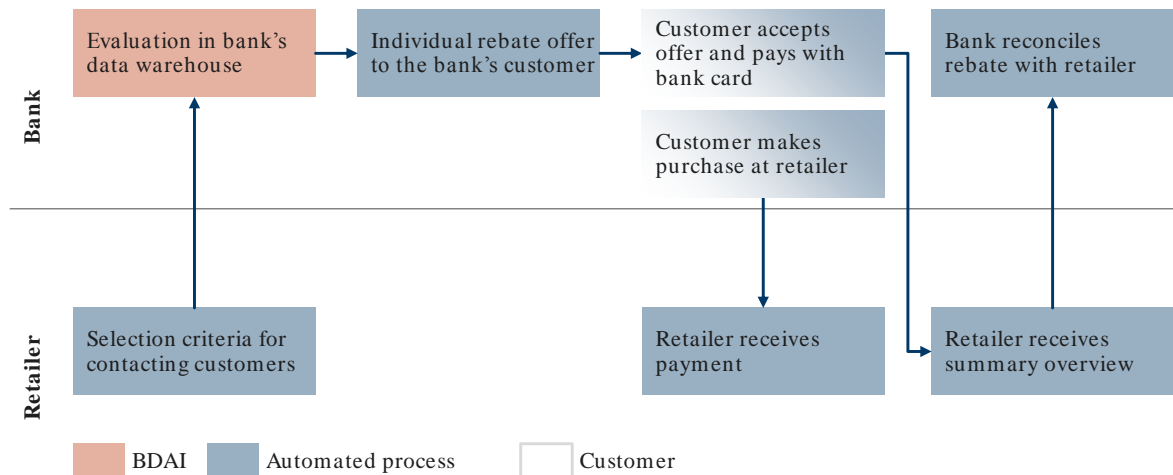 Bank
Evaluation in bank's
data warehouse
Individual rebate offer
to the bank's customer
Customer accepts
offer and pays with
bank card
Bank reconciles
rebate with retailer
Customer makes
purchase at retailer
Retailer
Selection criteria for
contacting customers
Retailer receives
payment
Retailer receives
summary overview
BDAI
Automated process
Customer